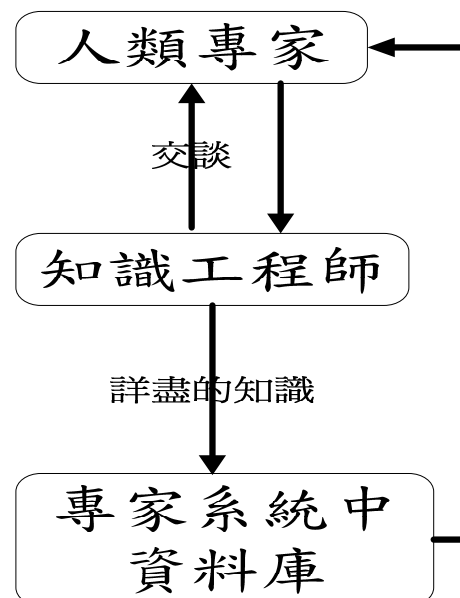 人類專家
交談
知識工程師
詳盡的知識
專家系統中
資料庫